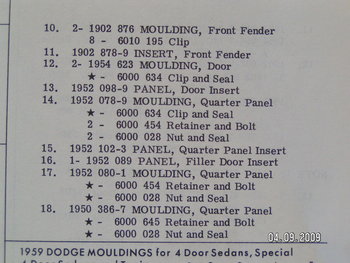 10. 2- 1902 876 MOULDING, Front Fender
8 - 6010 195 Clip
11. 1902 878-9 INSERT, Front Fender
12. 2- 1954 623 MOULDING, Door
★ - 6000 634 Clip and Seal
13. 1952 098-9 PANEL, Door Insert
14. 1952 078-9 MOULDING, Quarter Panel
★ - 6000 634 Clip and Seal
2 - 6000 454 Retainer and Bolt
2 - 6000 028 Nut and Seal
15. 1952 102-3 PANEL, Quarter Panel Insert
16. 1- 1952 089 PANEL, Filler Door Insert
17. 1952 080-1 MOULDING, Quarter Panel
★ - 6000 454 Retainer and Bolt
★ - 6000 028 Nut and Seal
18. 1950 386-7 MOULDING, Quarter Panel
★ - 6000 645 Retainer and Bolt
★ - 6000 028 Nut and Seal
04.09.2009
1959 DODGE MOULDINGS for 4 Door Sedans, Special